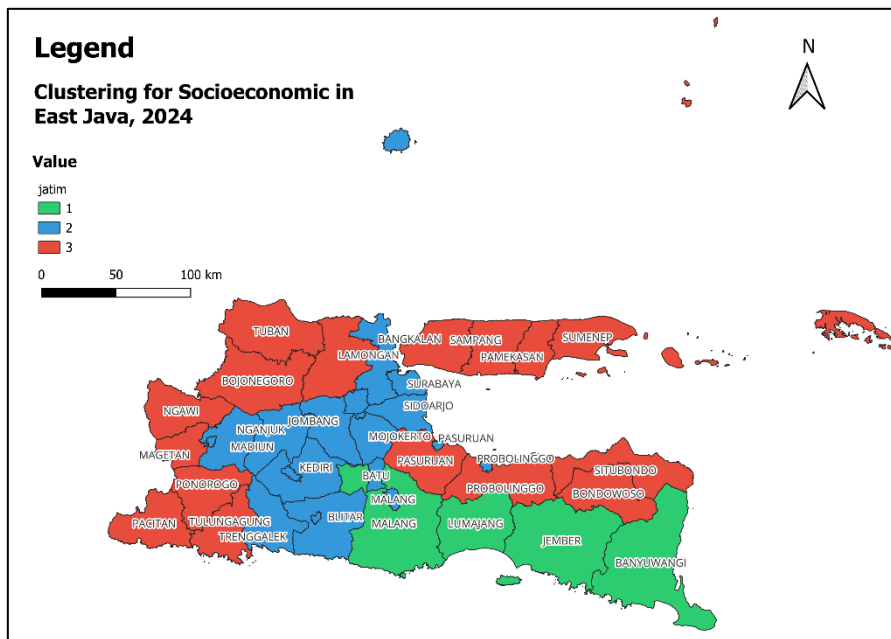 Legend
N
Clustering for Socioeconomic in
East Java, 2024
Value
jatim
1
2
3
0 50 100 km
TUBAN
BANGKALAN
SAMPANG
SUMENEP
LAMONGAN
PAMEKASAN
BOJONEGORO
SURABAYA
NGAWI
SIDOARJO
JOMBANG
NGANJUK
MOJOKERTO
PASURUAN
MADIUN
MAGETAN
PASURUAN
PROBOLINGGO
KEDIRI
SITUBONDO
BATU
PONOROGO
PROBOLINGGO
BONDOWOSO
MALANG
BLITAR
PACITAN
TULUNGAGUNG
MALANG
LUMAJANG
TRENGGALEK
JEMBER
BANYUWANGI